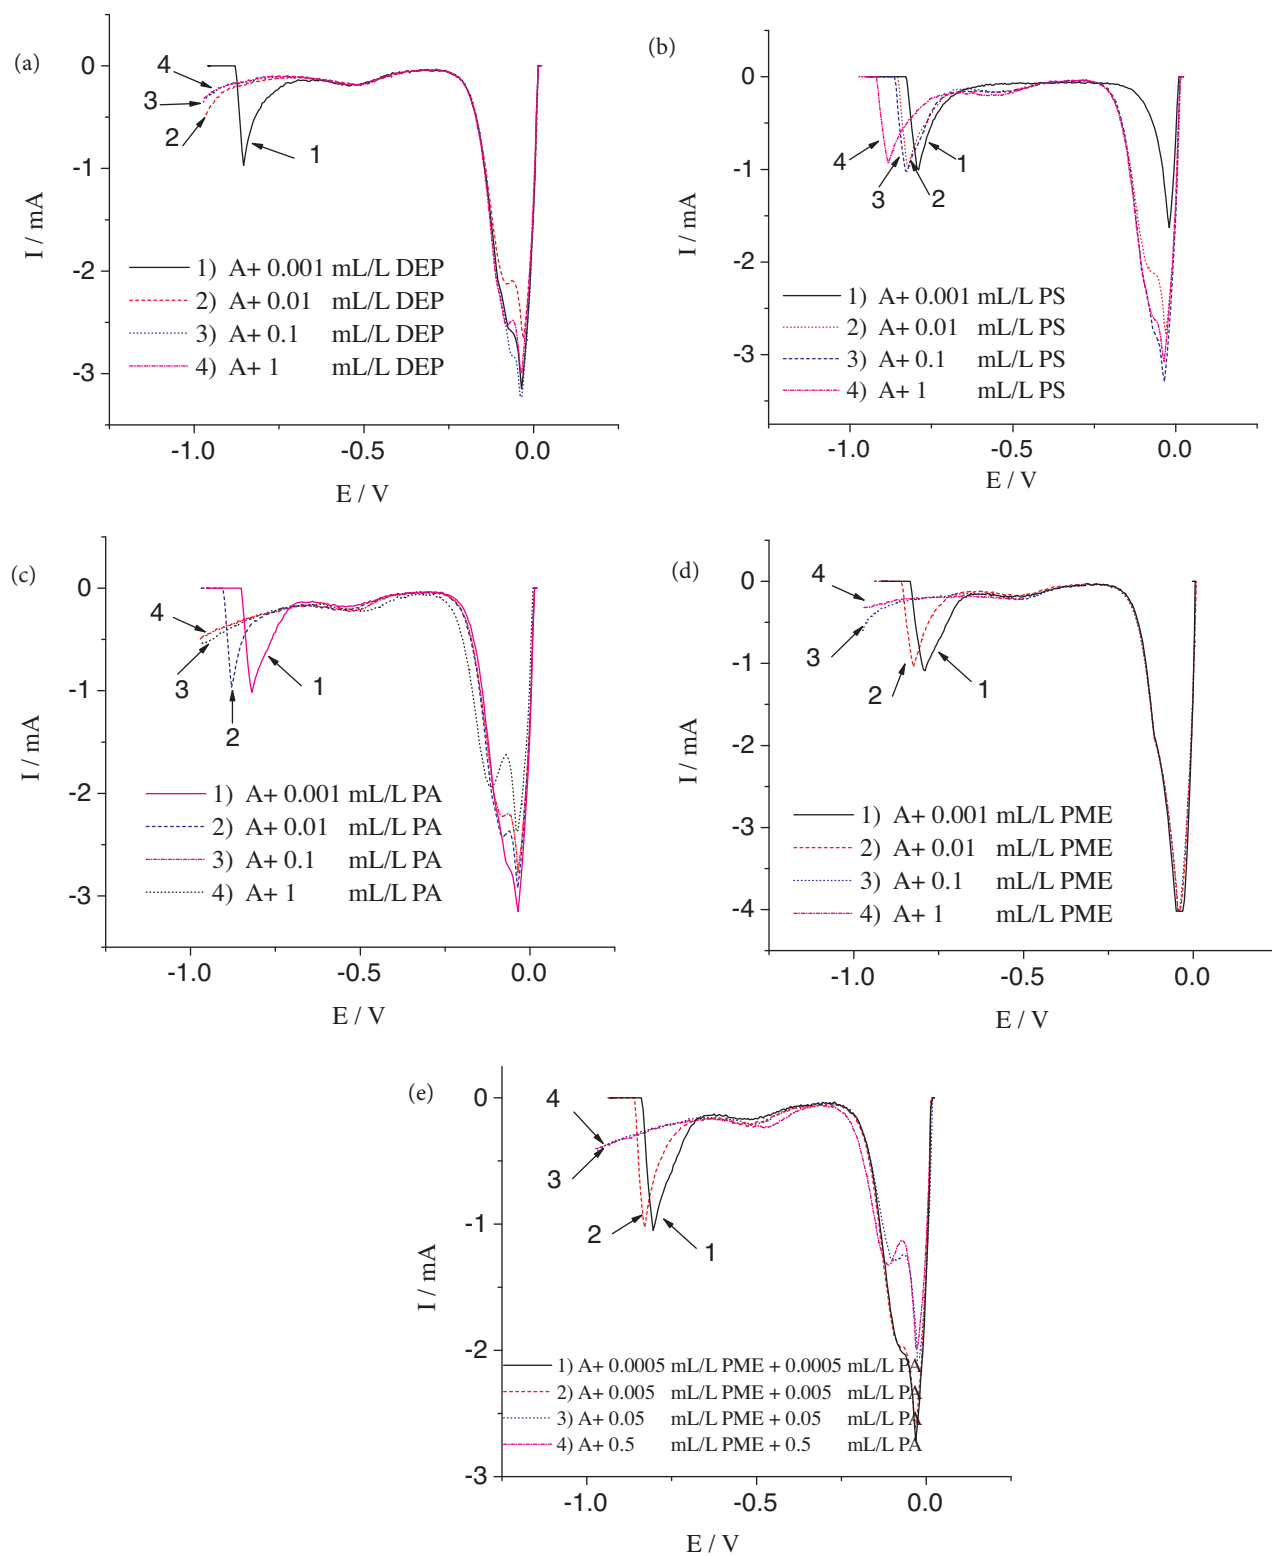 (a)
0
-1
-2
-3
I / mA
4
3
2
1
1) A+ 0.001 mL/L DEP
2) A+ 0.01 mL/L DEP
3) A+ 0.1 mL/L DEP
4) A+ 1 mL/L DEP
-1.0 -0.5 0.0
E / V
(b)
0
-1
-2
-3
I / mA
4
3
2
1
1) A+ 0.001 mL/L PS
2) A+ 0.01 mL/L PS
3) A+ 0.1 mL/L PS
4) A+ 1 mL/L PS
-1.0 -0.5 0.0
E / V
(c)
0
-1
-2
-3
I / mA
4
3
2
1
1) A+ 0.001 mL/L PA
2) A+ 0.01 mL/L PA
3) A+ 0.1 mL/L PA
4) A+ 1 mL/L PA
-1.0 -0.5 0.0
E / V
(d)
0
-1
-2
-3
-4
I / mA
4
3
2
1
1) A+ 0.001 mL/L PME
2) A+ 0.01 mL/L PME
3) A+ 0.1 mL/L PME
4) A+ 1 mL/L PME
-1.0 -0.5 0.0
E / V
(e)
0
-1
-2
-3
I / mA
4
3
2
1
1) A+ 0.0005 mL/L PME + 0.0005 mL/L PA
2) A+ 0.005 mL/L PME + 0.005 mL/L PA
3) A+ 0.05 mL/L PME + 0.05 mL/L PA
4) A+ 0.5 mL/L PME + 0.5 mL/L PA
-1.0 -0.5 0.0
E / V